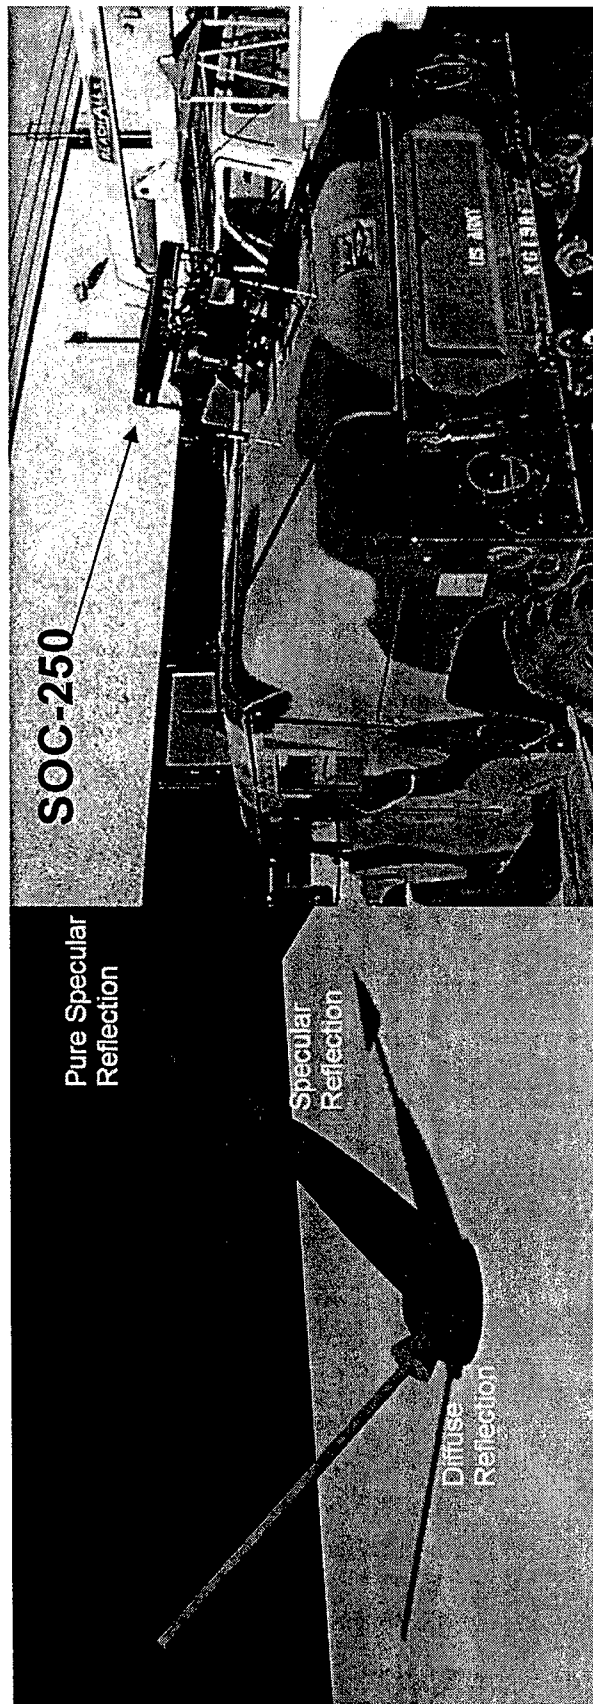 Pure Specular
Reflection
Specular
Reflection
Diffuse
Reflection
SOC-250
US ARMY